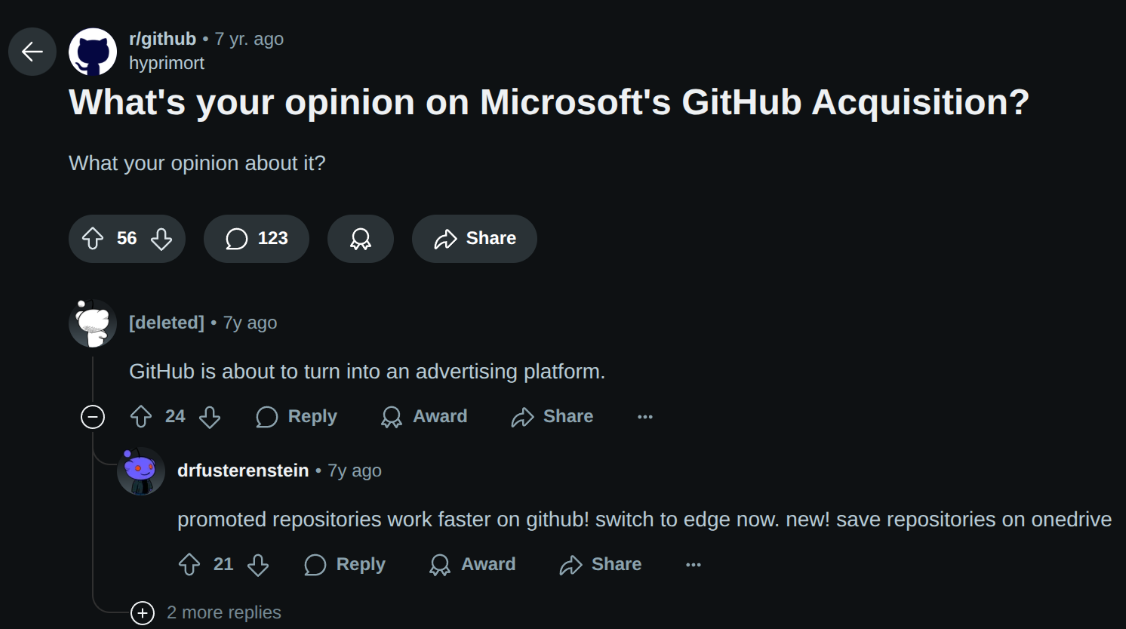 r/github • 7 yr. ago
hyprimort
What's your opinion on Microsoft's GitHub Acquisition?
What your opinion about it?
56 123 Share
[deleted] • 7y ago
GitHub is about to turn into an advertising platform.
24 Reply Award Share ···
drfusterenstein • 7y ago
promoted repositories work faster on github! switch to edge now. new! save repositories on onedrive
21 Reply Award Share ···
2 more replies